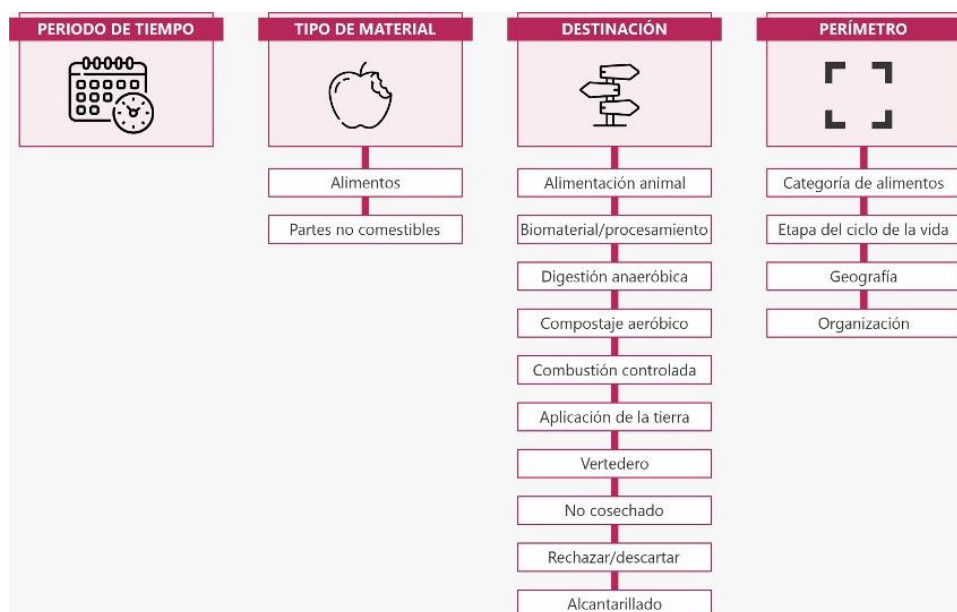 PERIODO DE TIEMPO
TIPO DE MATERIAL
Alimentos
Partes no comestibles
DESTINACIÓN
Alimentación animal
Biomaterial/procesamiento
Digestión anaeróbica
Compostaje aeróbico
Combustión controlada
Aplicación de la tierra
Vertedero
No cosechado
Rechazar/descartar
Alcantarillado
PERÍMETRO
Categoría de alimentos
Etapa del ciclo de la vida
Geografía
Organización